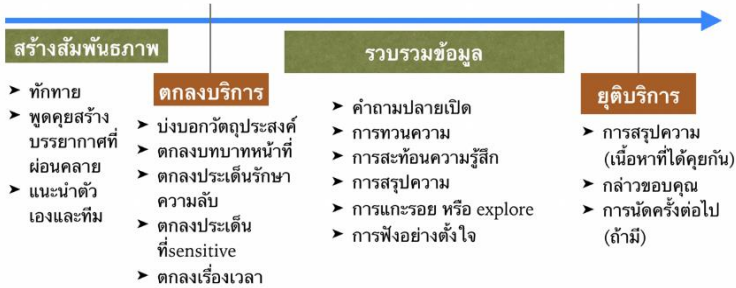 สร้างสัมพันธภาพ
➤ ทักทาย
➤ พูดคุยสร้าง
บรรยากาศที่
ผ่อนคลาย
➤ แนะนำตัว
เองและทีม
ตกลงบริการ
➤ บ่งบอกวัตถุประสงค์
➤ ตกลงบทบาทหน้าที่
➤ ตกลงประเด็นรักษา
ความลับ
➤ ตกลงประเด็น
ที่sensitive
➤ ตกลงเรื่องเวลา
รวบรวมข้อมูล
➤ คำถามปลายเปิด
➤ การทวนความ
➤ การสะท้อนความรู้สึก
➤ การสรุปความ
➤ การแกะรอย หรือ explore
➤ การฟังอย่างตั้งใจ
ยุติบริการ
➤ การสรุปความ
(เนื้อหาที่ได้คุยกัน)
➤ กล่าวขอบคุณ
➤ การนัดครั้งต่อไป
(ถ้ามี)